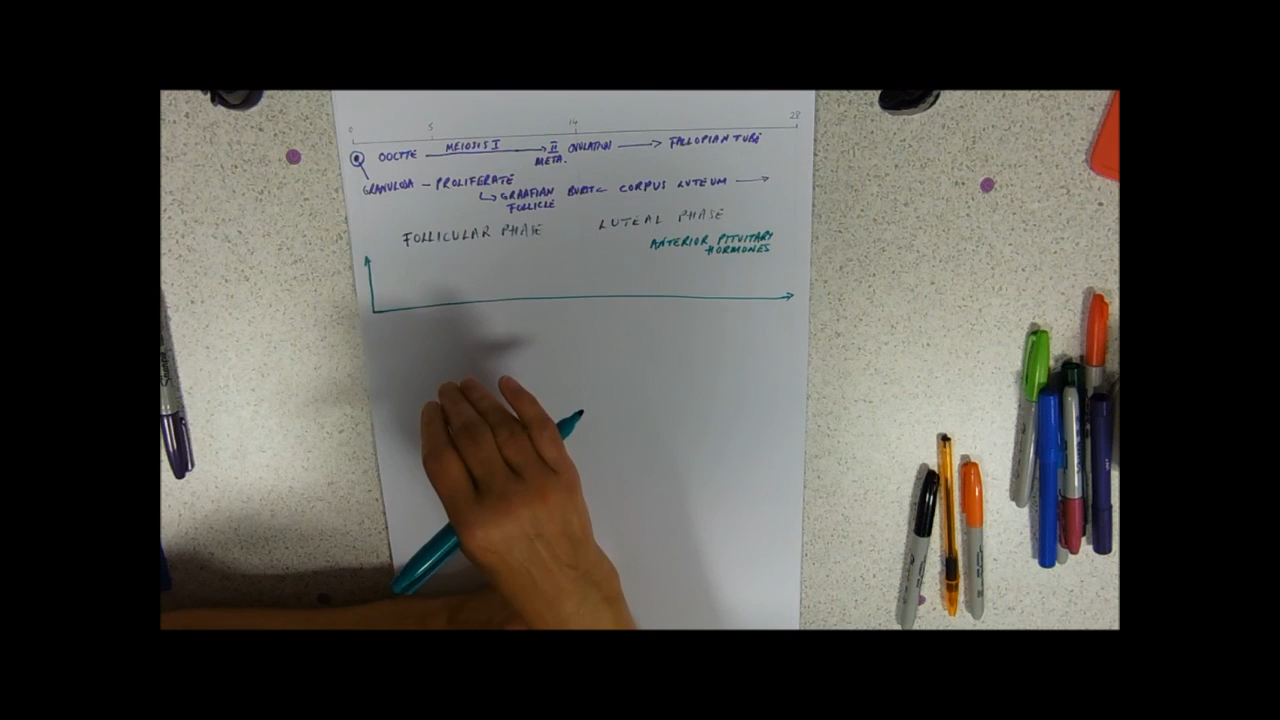 0 5 14 28
OOCYTE MEIOSIS I II OVULATION FALLOPIAN TUBE
META.
GRANULOSA - PROLIFERATE
GRAAFIAN BURST CORPUS LUTEUM
FOLLICLE
FOLLICULAR PHASE LUTEAL PHASE
ANTERIOR PITUITARY
HORMONES